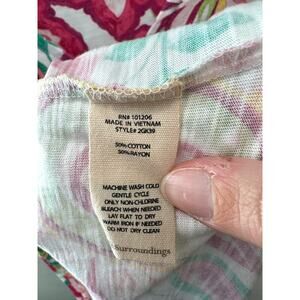 RN# 101206
MADE IN VIETNAM
STYLE# 2GK39
50% COTTON
50% RAYON
MACHINE WASH COLD
GENTLE CYCLE
ONLY NON-CHLORINE
BLEACH WHEN NEEDED
LAY FLAT TO DRY
WARM IRON IF NEEDED
DO NOT DRY CLEAN
Surroundings